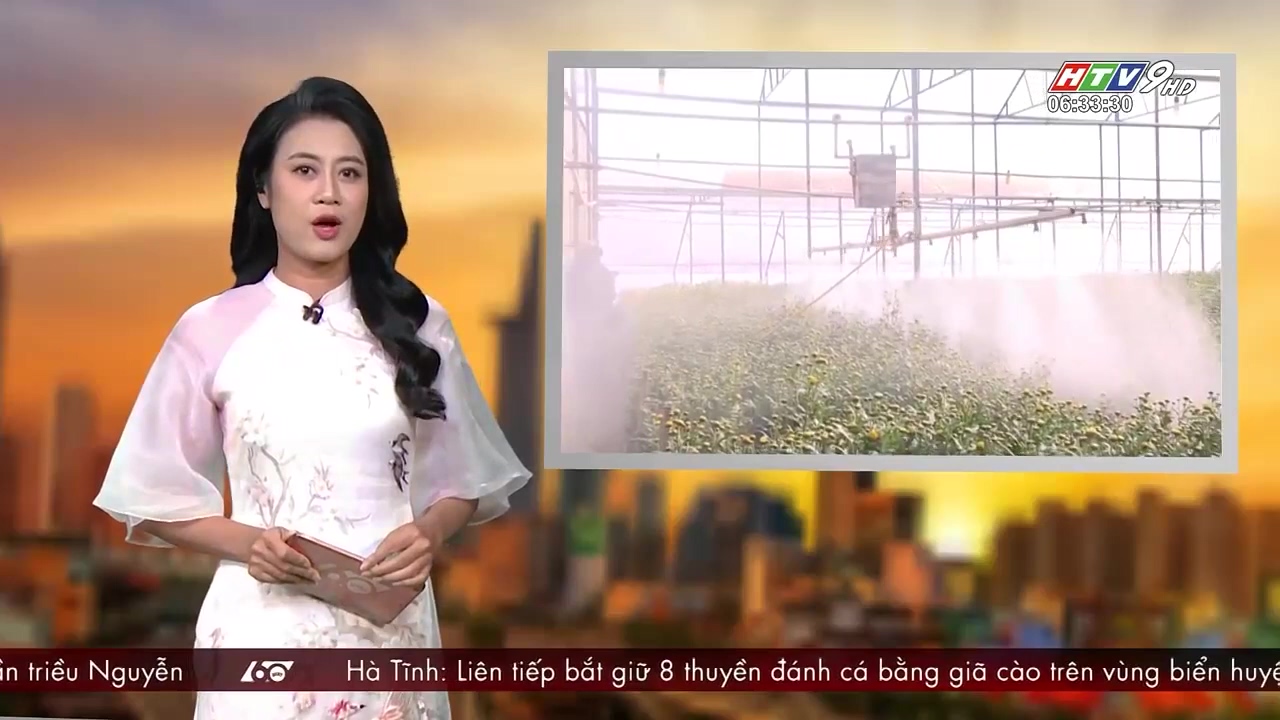 HTV9HD
06:33:30
ần triều Nguyễn 60 Hà Tĩnh: Liên tiếp bắt giữ 8 thuyền đánh cá bằng giã cào trên vùng biển huyệ